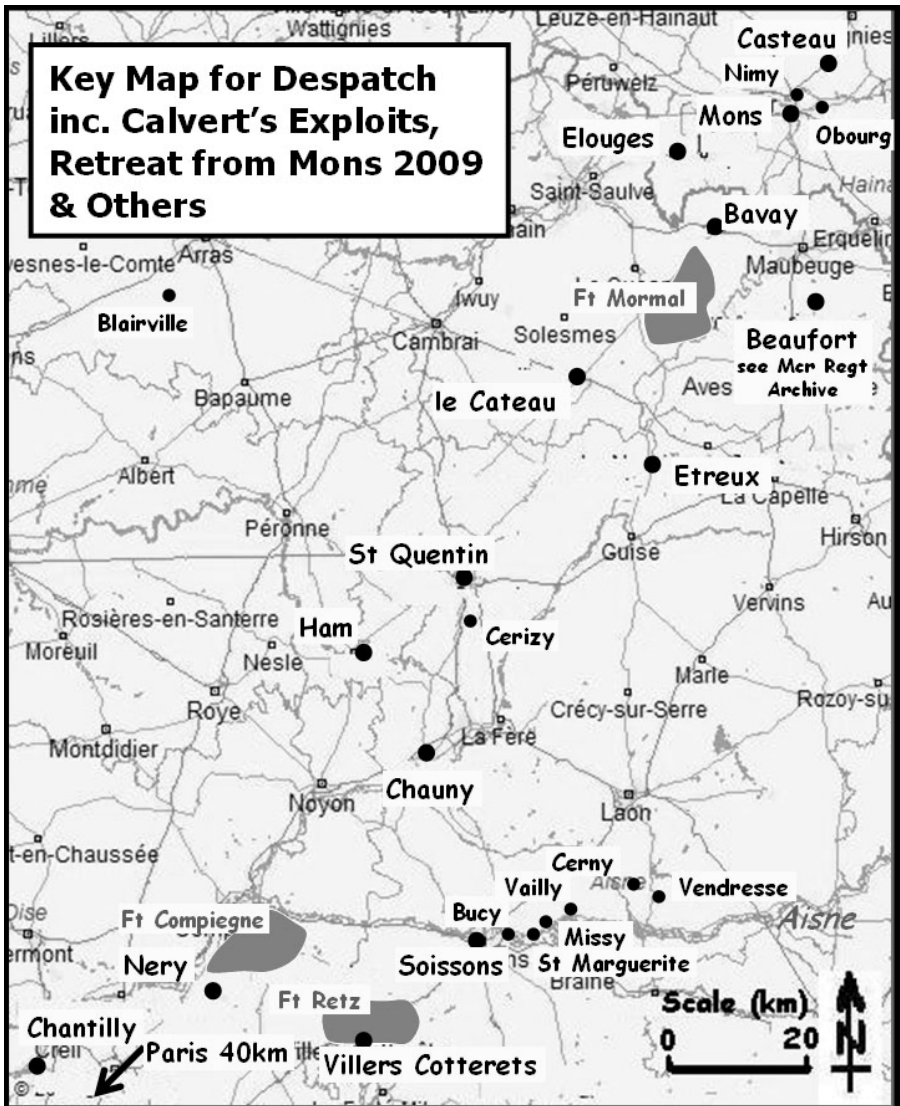 Wattignies
Leuze-en-Hainaut
Lillers
Casteau
Key Map for Despatch
inc. Calvert's Exploits,
Retreat from Mons 2009
& Others
Péruwelz
Nimy
Mons
Obourg
Elouges
Saint-Saulve
Bavay
Arras
Maubeuge
Ft Mormal
Iwuy
Blairville
Solesmes
Cambrai
Beaufort
see Mcr Regt
Archive
Bapaume
le Cateau
Albert
Etreux
La Capelle
Péronne
Hirson
St Quentin
Guise
Rosières-en-Santerre
Ham
Cerizy
Vervins
Moreuil
Nesle
Marle
Roye
Crécy-sur-Serre
Montdidier
La Fère
Chauny
Noyon
Laon
Cerny
Aisne
Vendresse
Vailly
Bucy
Aisne
Ft Compiegne
Missy
Soissons
St Marguerite
Nery
Braine
Ft Retz
Scale (km)
0 20
N
Chantilly
Creil
Paris 40km
Villers Cotterets
©